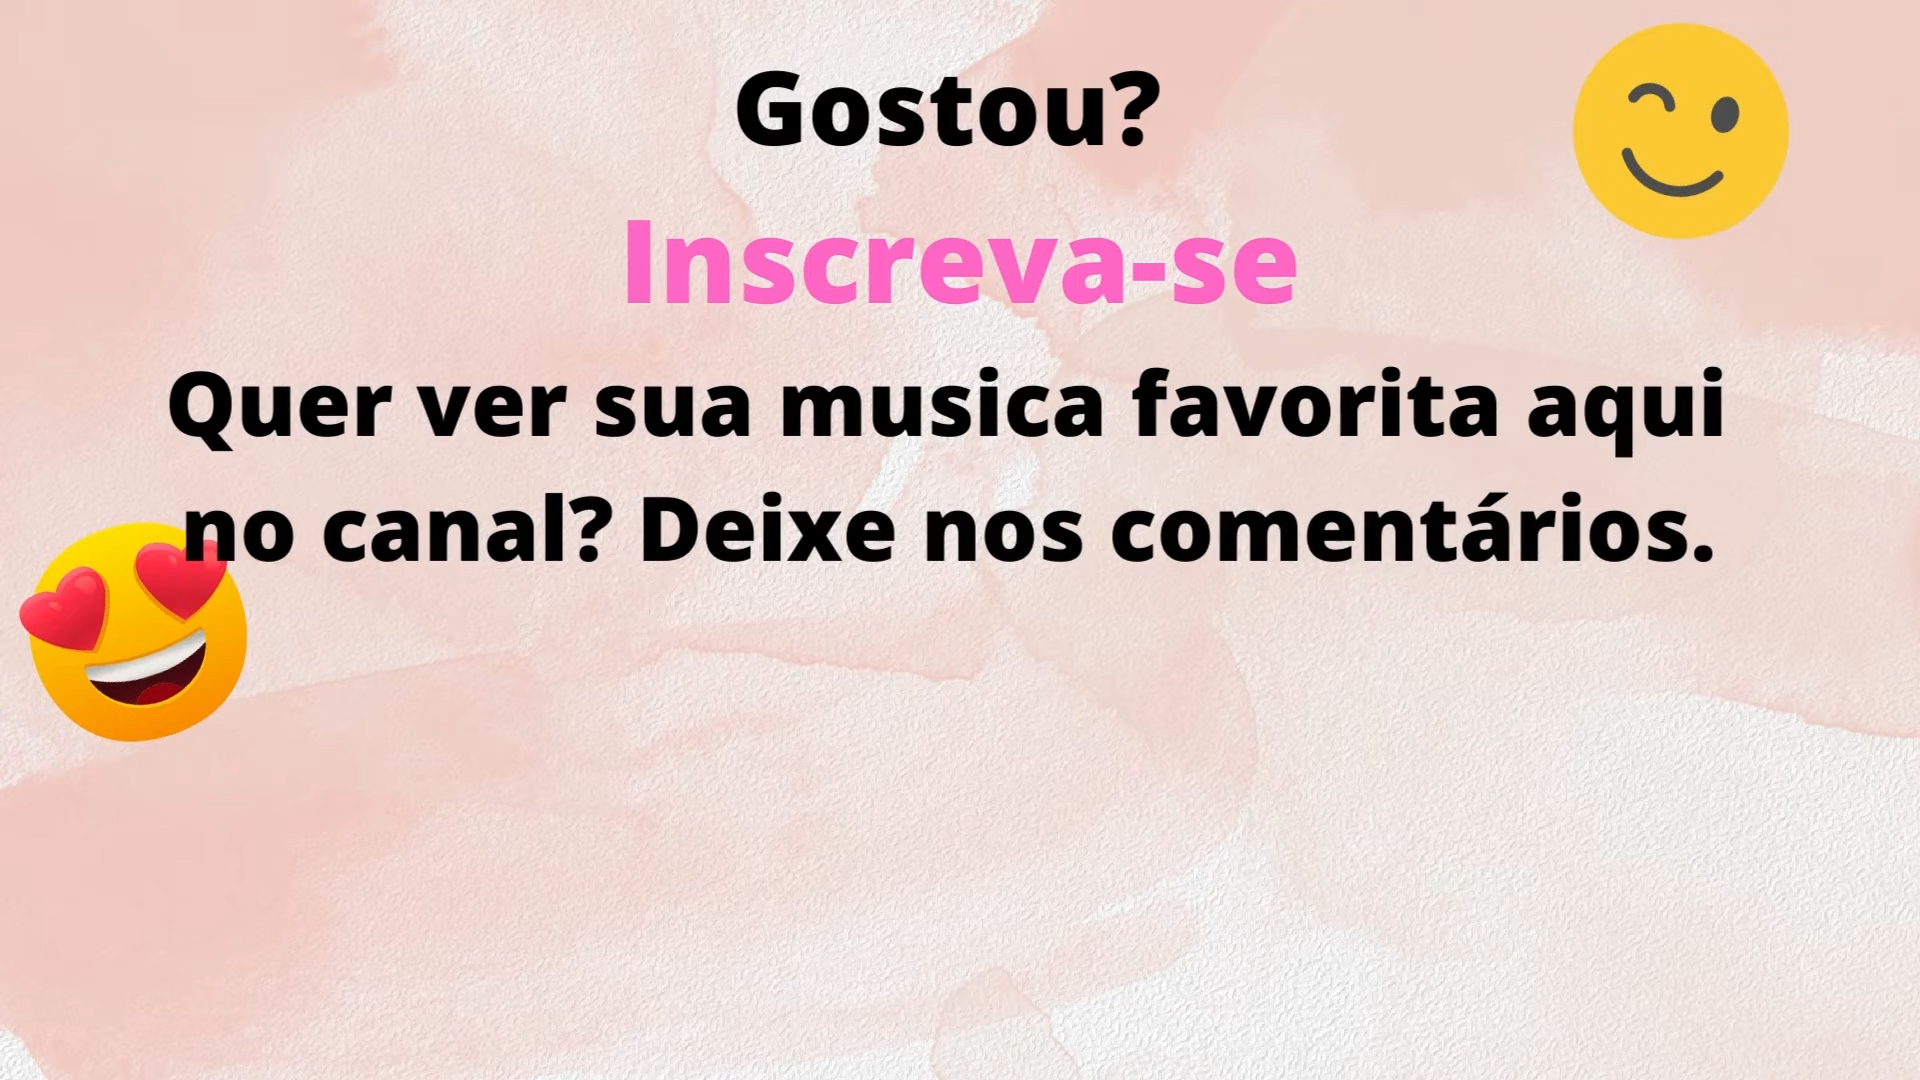 Gostou?
Inscreva-se
Quer ver sua musica favorita aqui
no canal? Deixe nos comentários.